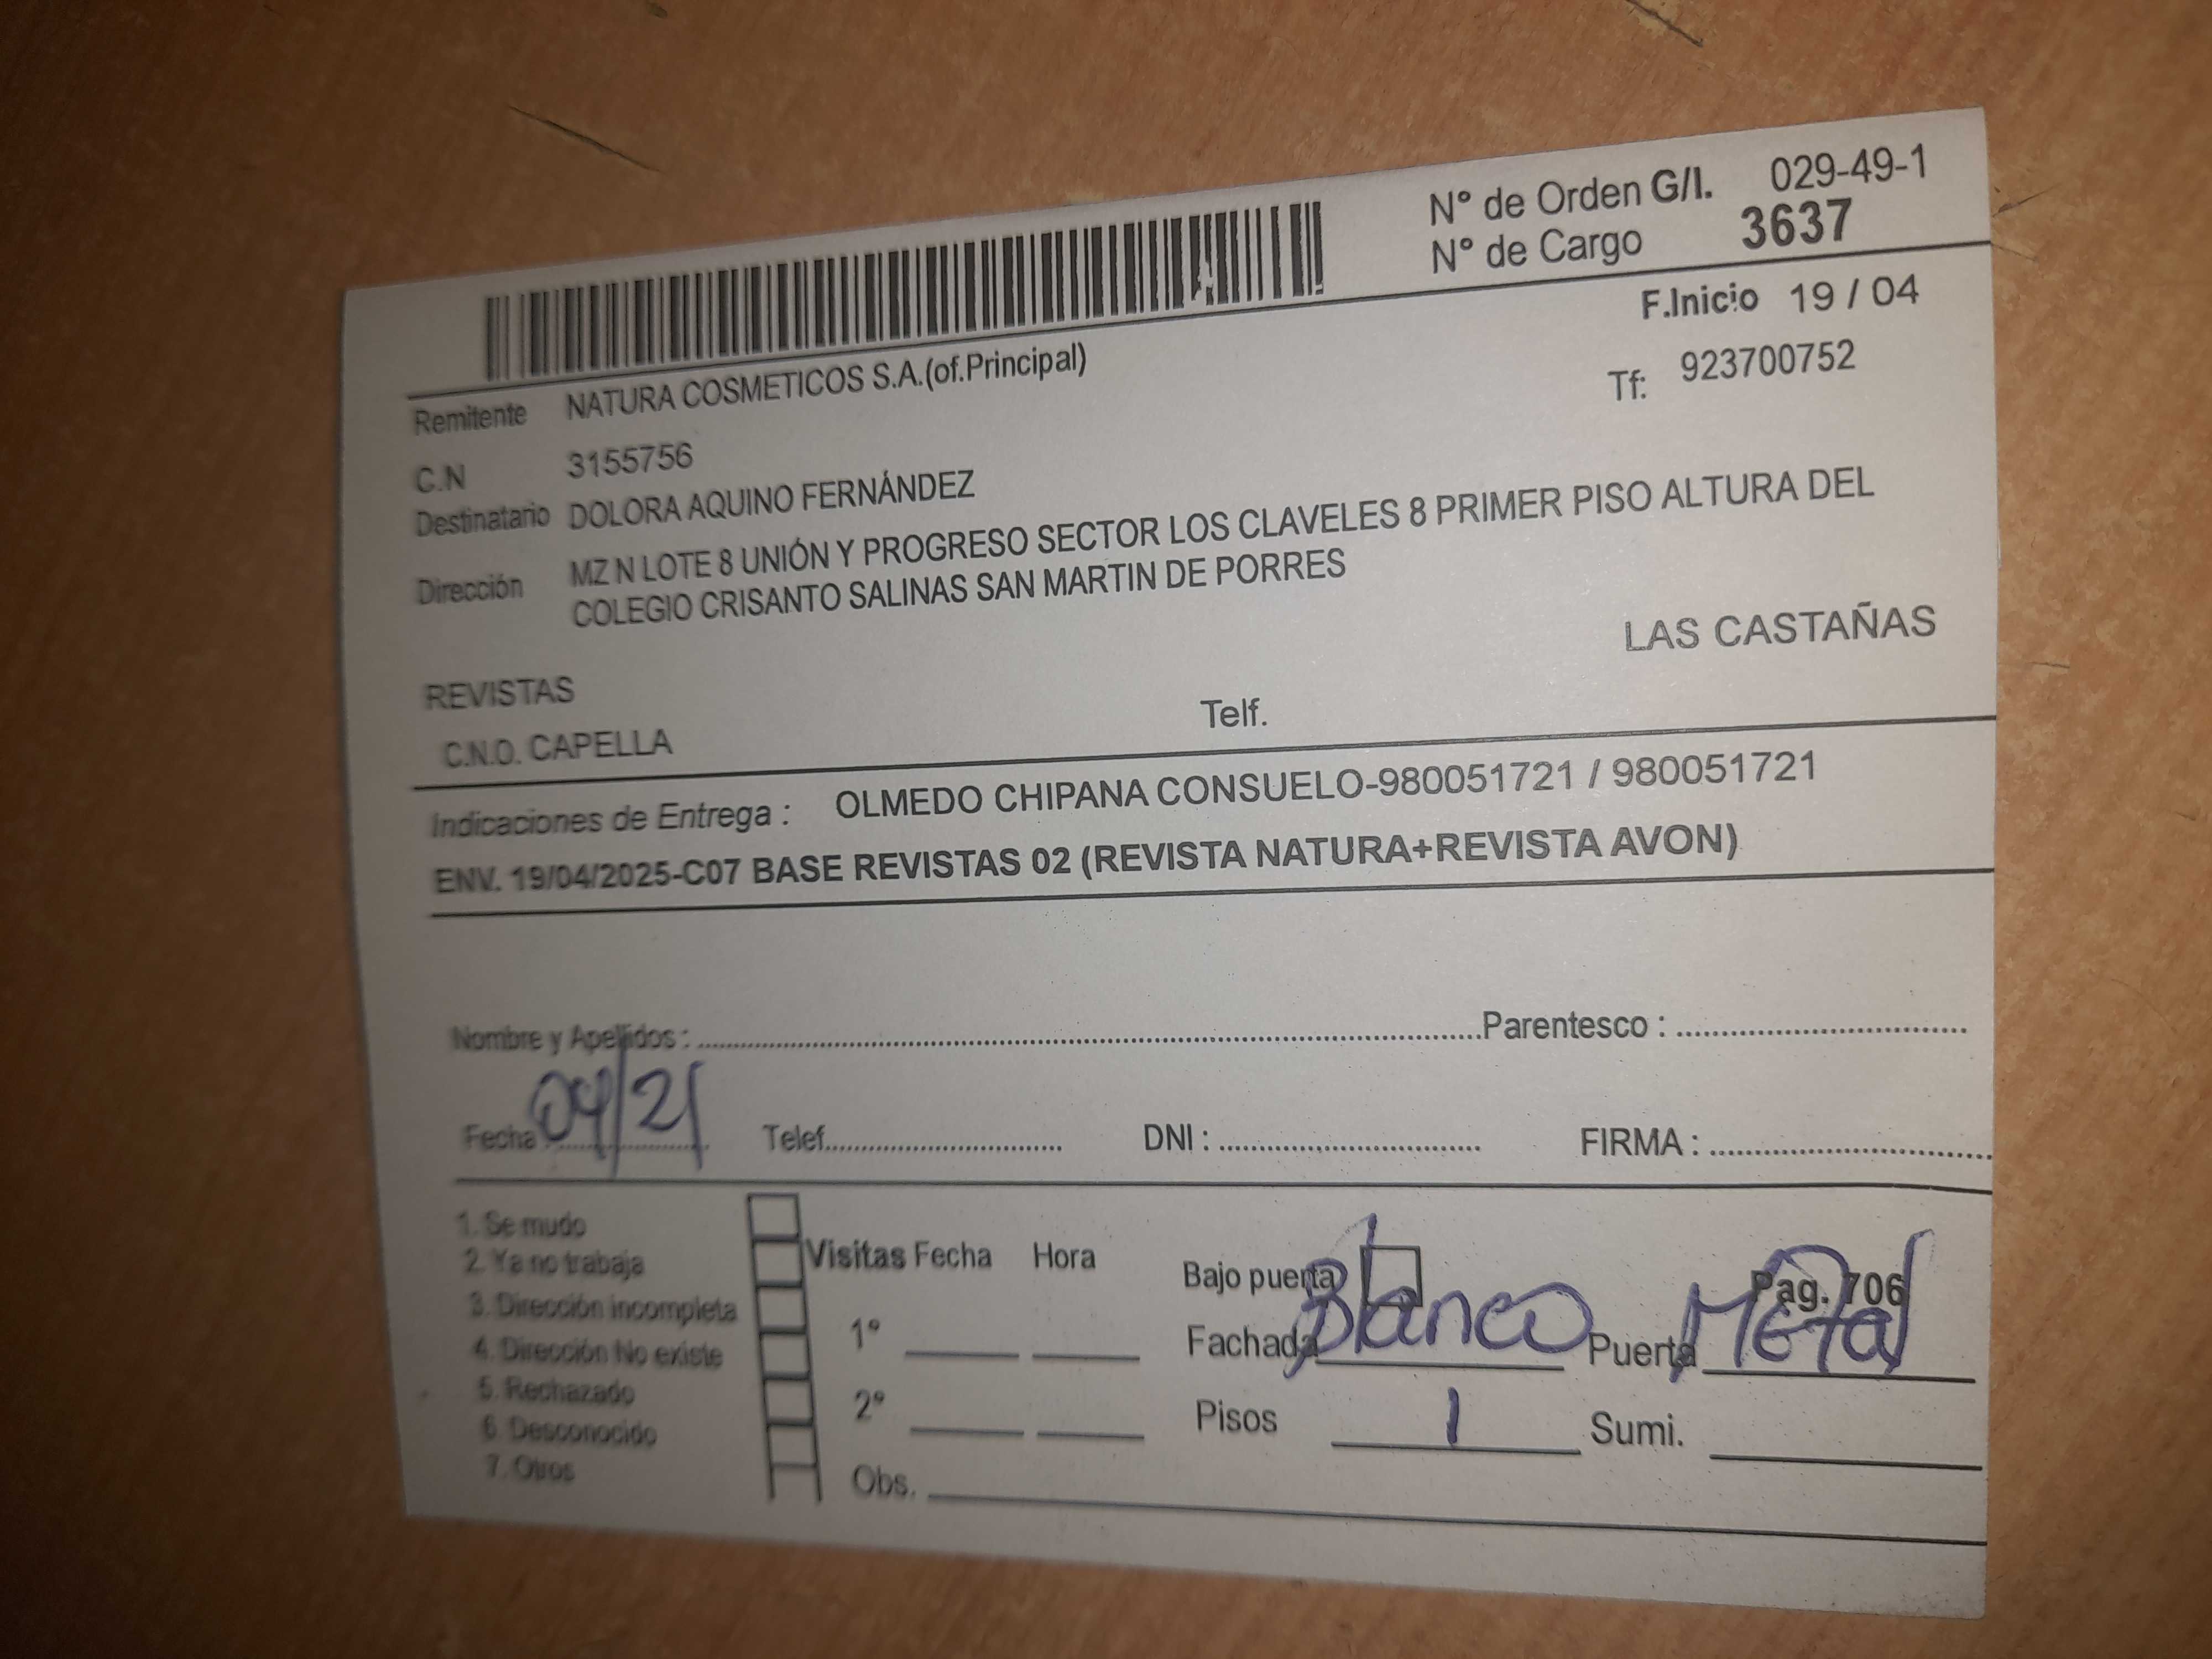 N° de Orden G/I. 029-49-1
N° de Cargo 3637
F.Inicio 19 / 04
Remitente NATURA COSMETICOS S.A.(of.Principal)
Tf: 923700752
C.N 3155756
Destinatario DOLORA AQUINO FERNÁNDEZ
Dirección MZ N LOTE 8 UNIÓN Y PROGRESO SECTOR LOS CLAVELES 8 PRIMER PISO ALTURA DEL
COLEGIO CRISANTO SALINAS SAN MARTIN DE PORRES
LAS CASTAÑAS
REVISTAS
C.N.O. CAPELLA Telf.
Indicaciones de Entrega : OLMEDO CHIPANA CONSUELO-980051721 / 980051721
ENV. 19/04/2025-C07 BASE REVISTAS 02 (REVISTA NATURA+REVISTA AVON)
Nombre y Apellidos : Parentesco :
Fecha 04/21 Telef. DNI : FIRMA :
1. Se mudo
2. Ya no trabaja
3. Dirección incompleta
4. Dirección No existe
5. Rechazado
6. Desconocido
7. Otros
Visitas Fecha Hora
1°
2°
Obs.
Bajo puerta Pag. 706
Fachada Blanco Puerta Metal
Pisos 1 Sumi.